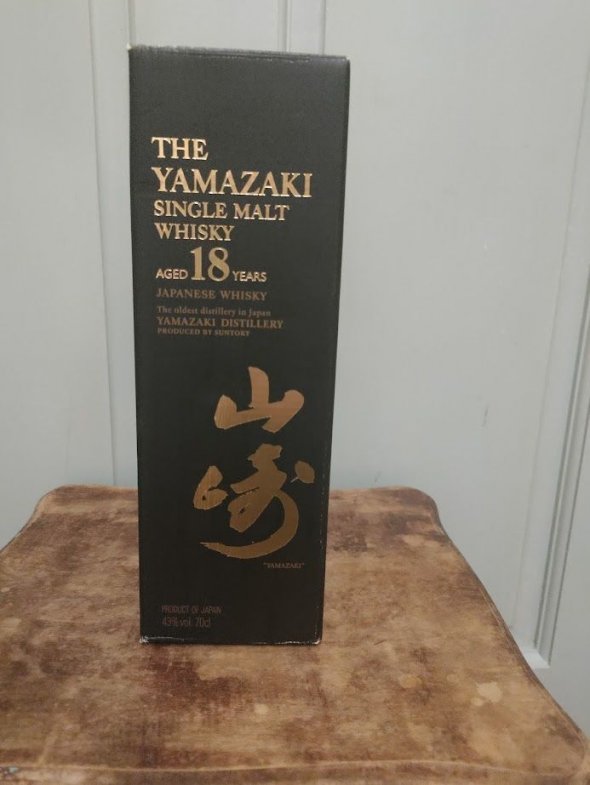 THE
YAMAZAKI
SINGLE MALT
WHISKY
AGED 18 YEARS
JAPANESE WHISKY
The oldest distillery in Japan
YAMAZAKI DISTILLERY
PRODUCED BY SUNTORY
山
崎
"YAMAZAKI"
PRODUCT OF JAPAN
43% vol. 70cl